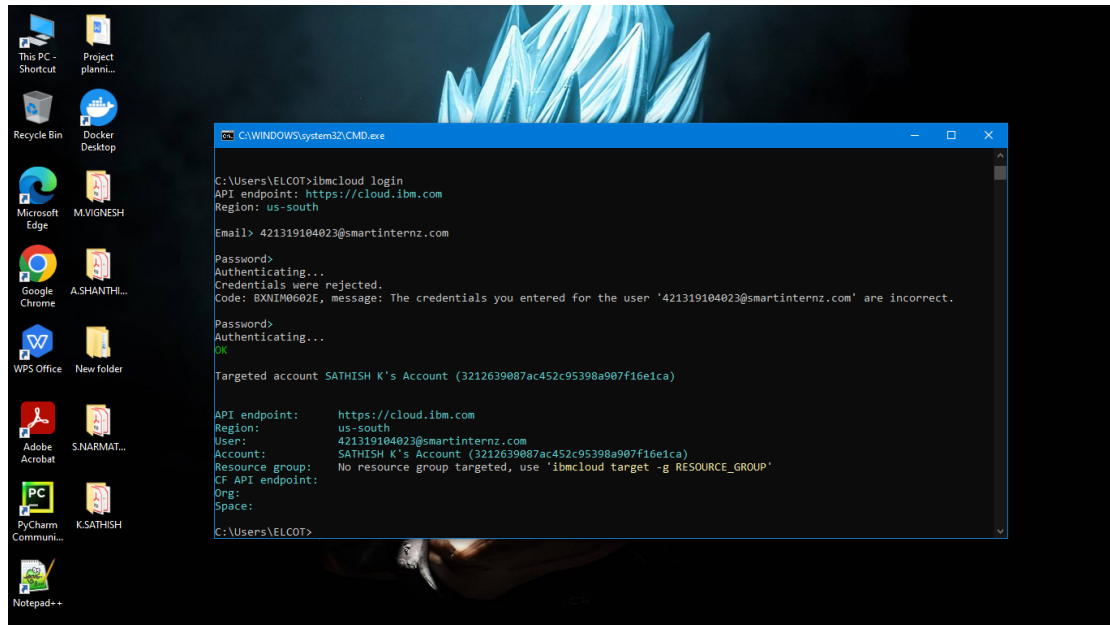 This PC -
Shortcut
Project
planni...
Recycle Bin
Docker
Desktop
Microsoft
Edge
M.VIGNESH
Google
Chrome
A.SHANTHI...
WPS Office
New folder
Adobe
Acrobat
S.NARMAT...
PC
PyCharm
Communi...
K.SATHISH
Notepad++
C:\WINDOWS\system32\CMD.exe
C:\Users\ELCOT>ibmcloud login
API endpoint: https://cloud.ibm.com
Region: us-south
Email> 421319104023@smartinternz.com
Password>
Authenticating...
Credentials were rejected.
Code: BXNIM0602E, message: The credentials you entered for the user '421319104023@smartinternz.com' are incorrect.
Password>
Authenticating...
OK
Targeted account SATHISH K's Account (3212639087ac452c95398a907f16e1ca)
API endpoint: https://cloud.ibm.com
Region: us-south
User: 421319104023@smartinternz.com
Account: SATHISH K's Account (3212639087ac452c95398a907f16e1ca)
Resource group: No resource group targeted, use 'ibmcloud target -g RESOURCE_GROUP'
CF API endpoint:
Org:
Space:
C:\Users\ELCOT>